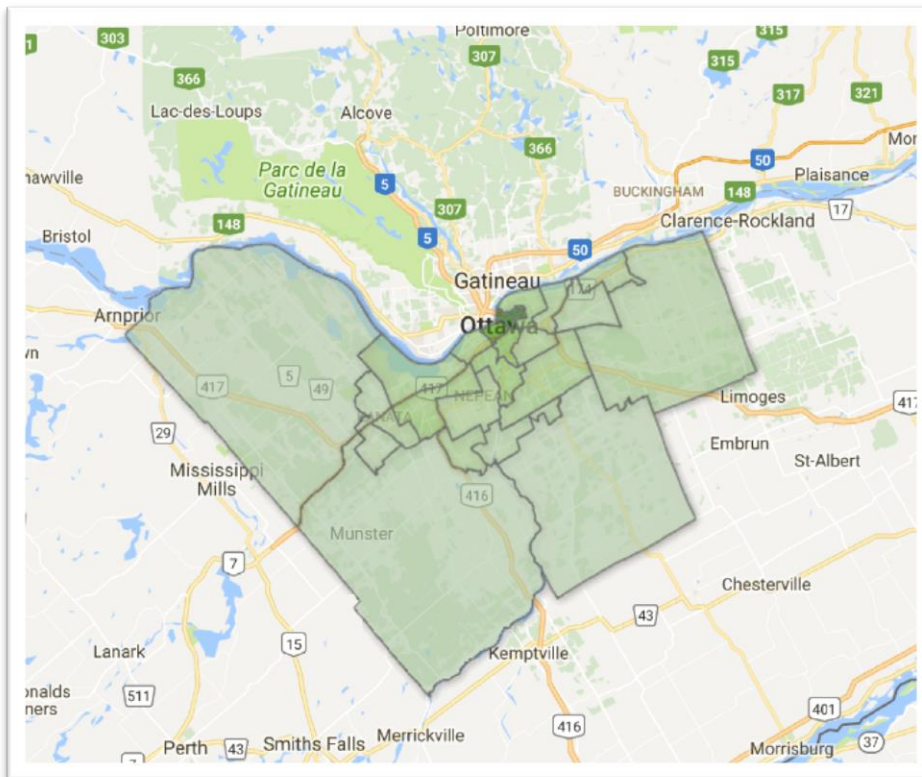 Poltimore
303
307
315
315
366
317
321
Lac-des-Loups
Alcove
366
50
Parc de la
Gatineau
5
Plaisance
BUCKINGHAM
148
307
17
148
5
Clarence-Rockland
Bristol
50
Gatineau
174
Arnprior
Ottawa
417
5
49
417
NEPEAN
KANATA
Limoges
417
29
Embrun
St-Albert
Mississippi
Mills
416
Munster
7
Chesterville
43
15
Lanark
Kemptville
511
401
416
Merrickville
Perth
43
Smiths Falls
Morrisburg
37